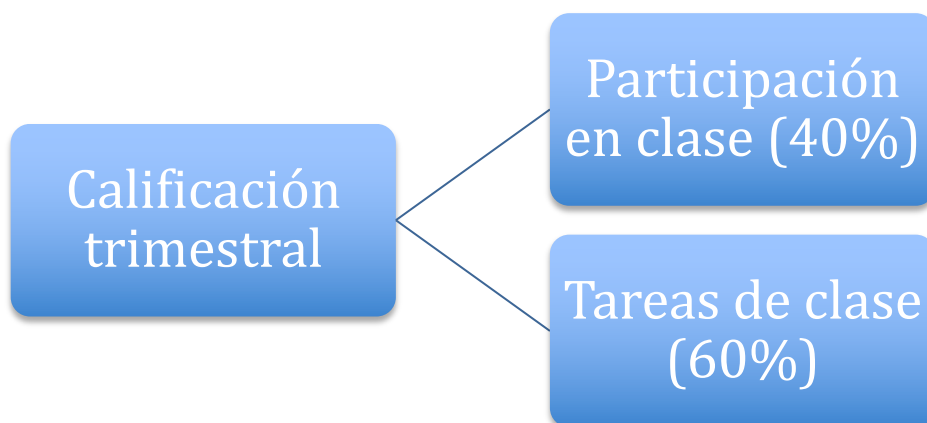 Calificación
trimestral
Participación
en clase (40%)
Tareas de clase
(60%)